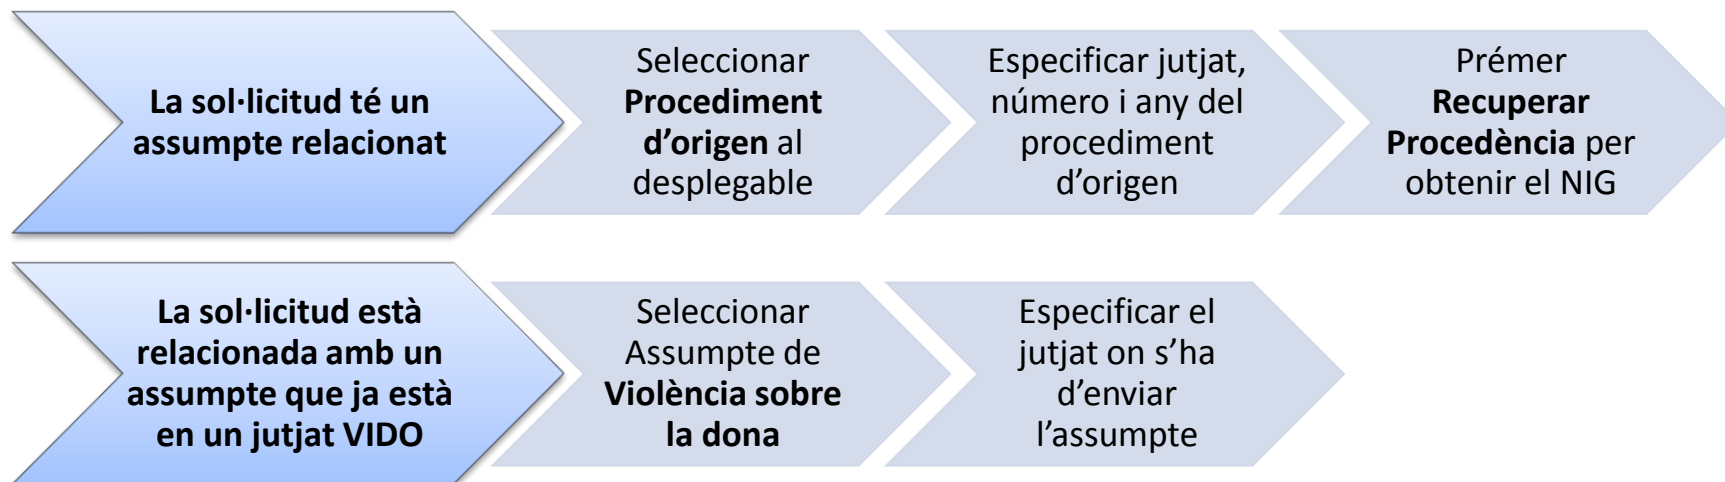 La sol·licitud té un
assumpte relacionat
Seleccionar
Procediment
d’origen al
desplegable
Especificar jutjat,
número i any del
procediment
d’origen
Prémer
Recuperar
Procedència per
obtenir el NIG
La sol·licitud està
relacionada amb un
assumpte que ja està
en un jutjat VIDO
Seleccionar
Assumpte de
Violència sobre
la dona
Especificar el
jutjat on s’ha
d’enviar
l’assumpte